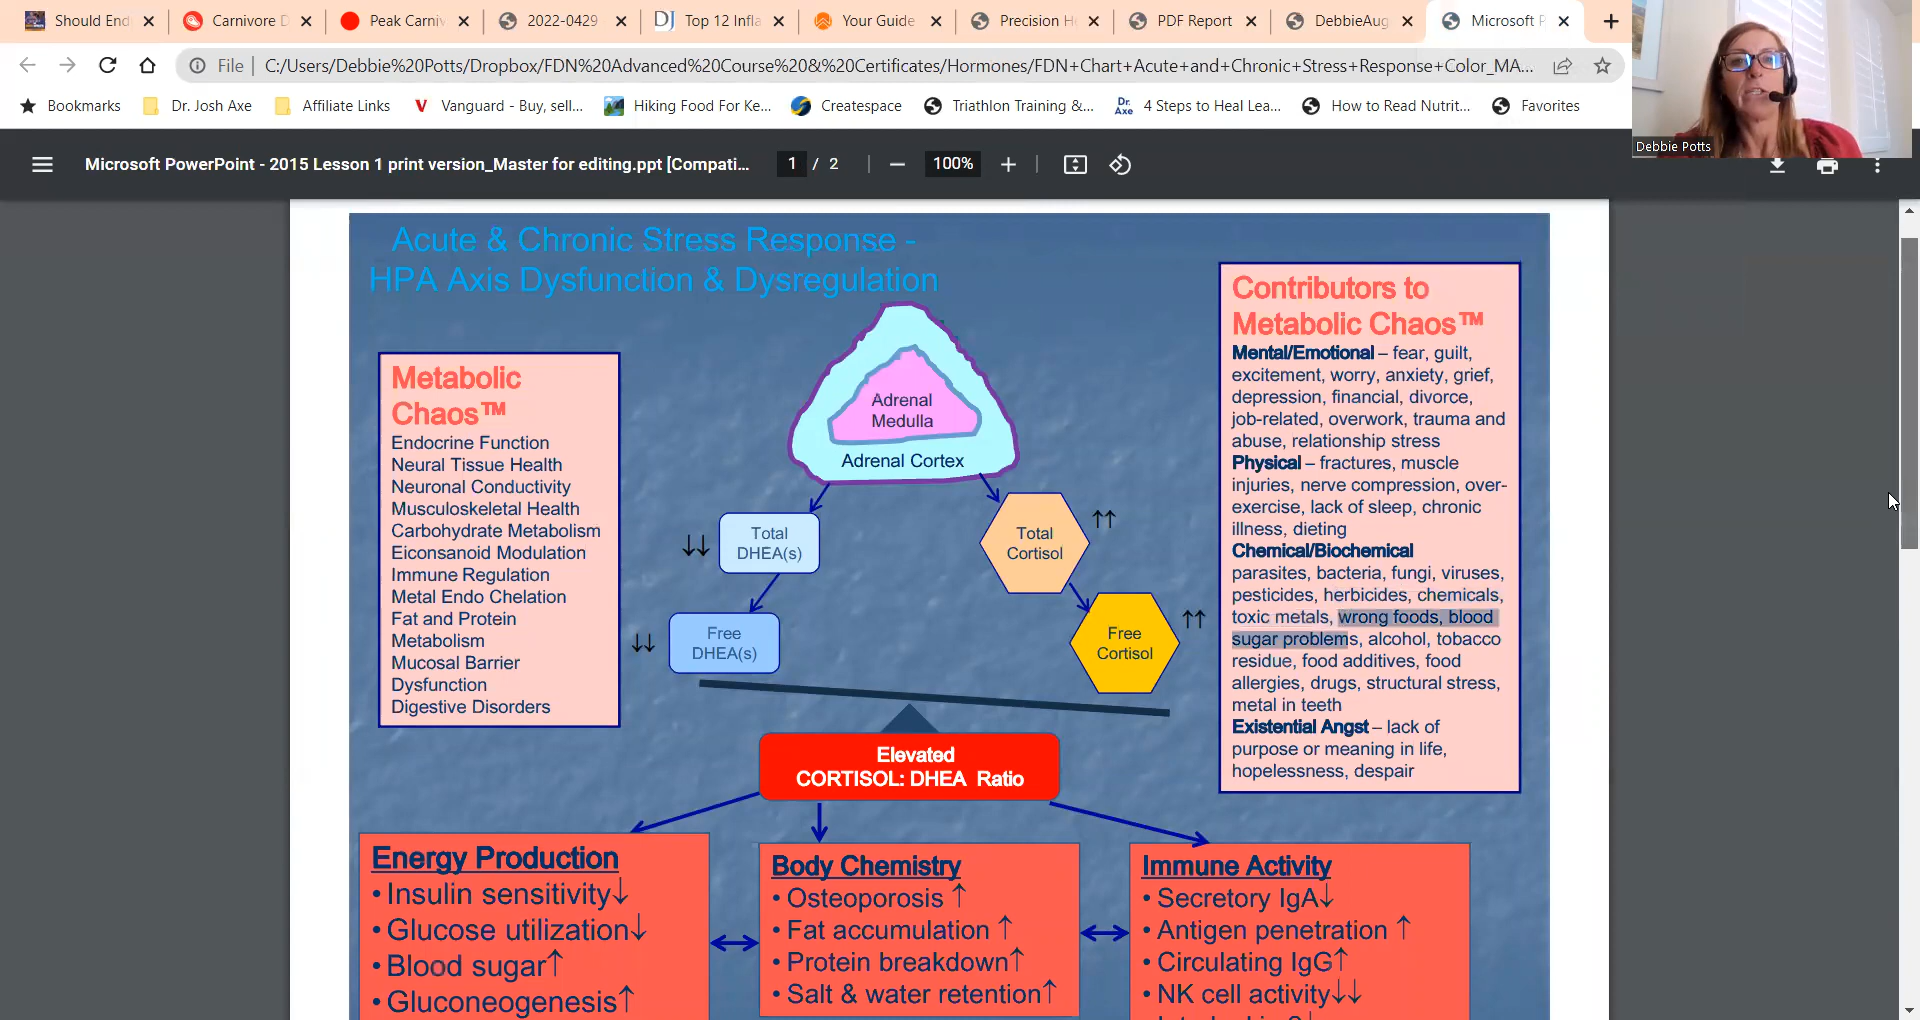 Should End
Carnivore D
Peak Carniv
2022-0429
DJ Top 12 Infla
Your Guide
Precision H
PDF Report
DebbieAug
Microsoft P
File C:/Users/Debbie%20Potts/Dropbox/FDN%20Advanced%20Course%20&%20Certificates/Hormones/FDN+Chart+Acute+and+Chronic+Stress+Response+Color_MA...
Bookmarks
Dr. Josh Axe
Affiliate Links
Vanguard - Buy, sell...
Hiking Food For Ke...
Createspace
Triathlon Training &...
Dr. Axe
4 Steps to Heal Lea...
How to Read Nutrit...
Favorites
Debbie Potts
Microsoft PowerPoint - 2015 Lesson 1 print version_Master for editing.ppt [Compati...
1 / 2
100%
Acute & Chronic Stress Response -
HPA Axis Dysfunction & Dysregulation
Metabolic
Chaos™
Endocrine Function
Neural Tissue Health
Neuronal Conductivity
Musculoskeletal Health
Carbohydrate Metabolism
Eiconsanoid Modulation
Immune Regulation
Metal Endo Chelation
Fat and Protein
Metabolism
Mucosal Barrier
Dysfunction
Digestive Disorders
Adrenal
Medulla
Adrenal Cortex
↓↓
Total
DHEA(s)
Total
Cortisol
↑↑
↓↓
Free
DHEA(s)
Free
Cortisol
↑↑
Contributors to
Metabolic Chaos™
Mental/Emotional – fear, guilt,
excitement, worry, anxiety, grief,
depression, financial, divorce,
job-related, overwork, trauma and
abuse, relationship stress
Physical – fractures, muscle
injuries, nerve compression, over-
exercise, lack of sleep, chronic
illness, dieting
Chemical/Biochemical
parasites, bacteria, fungi, viruses,
pesticides, herbicides, chemicals,
toxic metals, wrong foods, blood
sugar problems, alcohol, tobacco
residue, food additives, food
allergies, drugs, structural stress,
metal in teeth
Existential Angst – lack of
purpose or meaning in life,
hopelessness, despair
Elevated
CORTISOL: DHEA Ratio
Energy Production
• Insulin sensitivity↓
• Glucose utilization↓
• Blood sugar↑
• Gluconeogenesis↑
Body Chemistry
• Osteoporosis ↑
• Fat accumulation ↑
• Protein breakdown↑
• Salt & water retention↑
Immune Activity
• Secretory IgA↓
• Antigen penetration ↑
• Circulating IgG↑
• NK cell activity↓↓